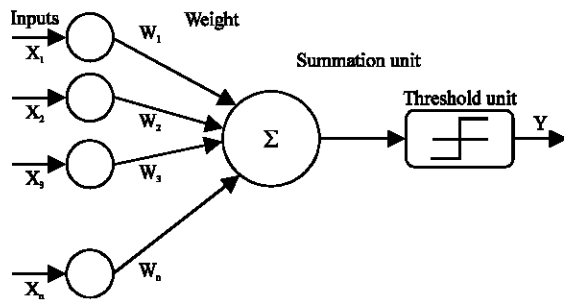 Inputs
Weight
X₁
W₁
Summation unit
X₂
W₂
Threshold unit
Σ
Y
X₃
W₃
Xₙ
Wₙ